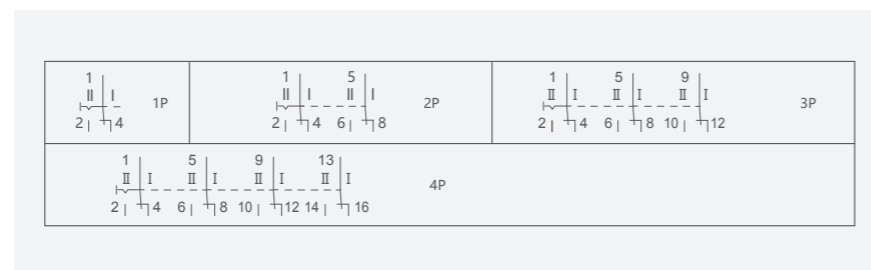 1
II I
2 4
1P
1 5
II I II I
2 4 6 8
2P
1 5 9
II I II I II I
2 4 6 8 10 12
3P
1 5 9 13
II I II I II I II I
2 4 6 8 10 12 14 16
4P